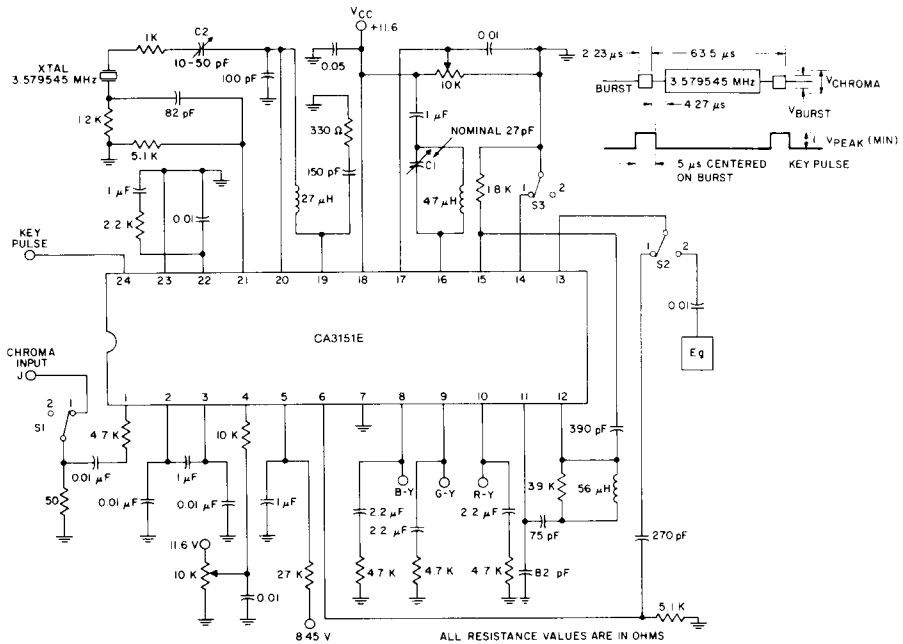 VCC
+11.6
1K
C2
10-50 pF
XTAL
3.579545 MHz
100 pF
0.05
0.01
10K
2.23 µs
63.5 µs
BURST
3.579545 MHz
VCHROMA
VBURST
4.27 µs
82 pF
1.2K
5.1 K
330 Ω
1 µF
NOMINAL 27pF
C1
VPEAK (MIN)
5 µs CENTERED
ON BURST
KEY PULSE
1 µF
2.2 K
0.01
27 µH
150 pF
47 µH
18 K
1
2
S3
1
2
S2
KEY
PULSE
0.01
24 23 22 21 20 19 18 17 16 15 14 13
CA3151E
Eg
CHROMA
INPUT
J
1 2 3 4 5 6 7 8 9 10 11 12
2
1
S1
4.7 K
10 K
390 pF
0.01 µF
1 µF
B-Y
G-Y
R-Y
39 K
56 µH
50
0.01 µF
0.01 µF
1 µF
2.2 µF
2.2 µF
2.2 µF
75 pF
270 pF
11.6 V
10 K
27 K
4.7 K
4.7 K
4.7 K
82 pF
0.01
5.1 K
8.45 V
ALL RESISTANCE VALUES ARE IN OHMS